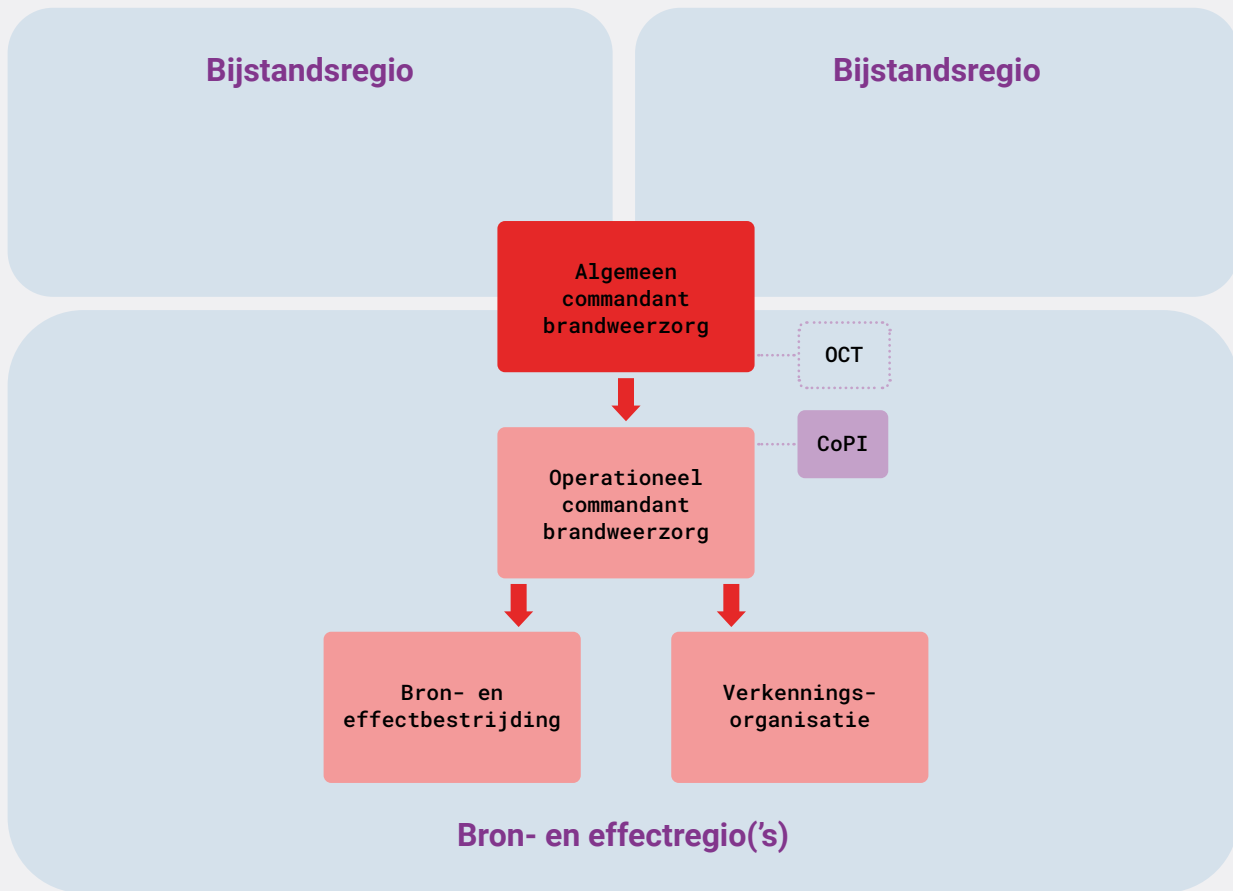 Bijstandsregio
Bijstandsregio
Algemeen
commandant
brandweerzorg
OCT
CoPI
Operationeel
commandant
brandweerzorg
Bron- en
effectbestrijding
Verkennings-
organisatie
Bron- en effectregio(’s)